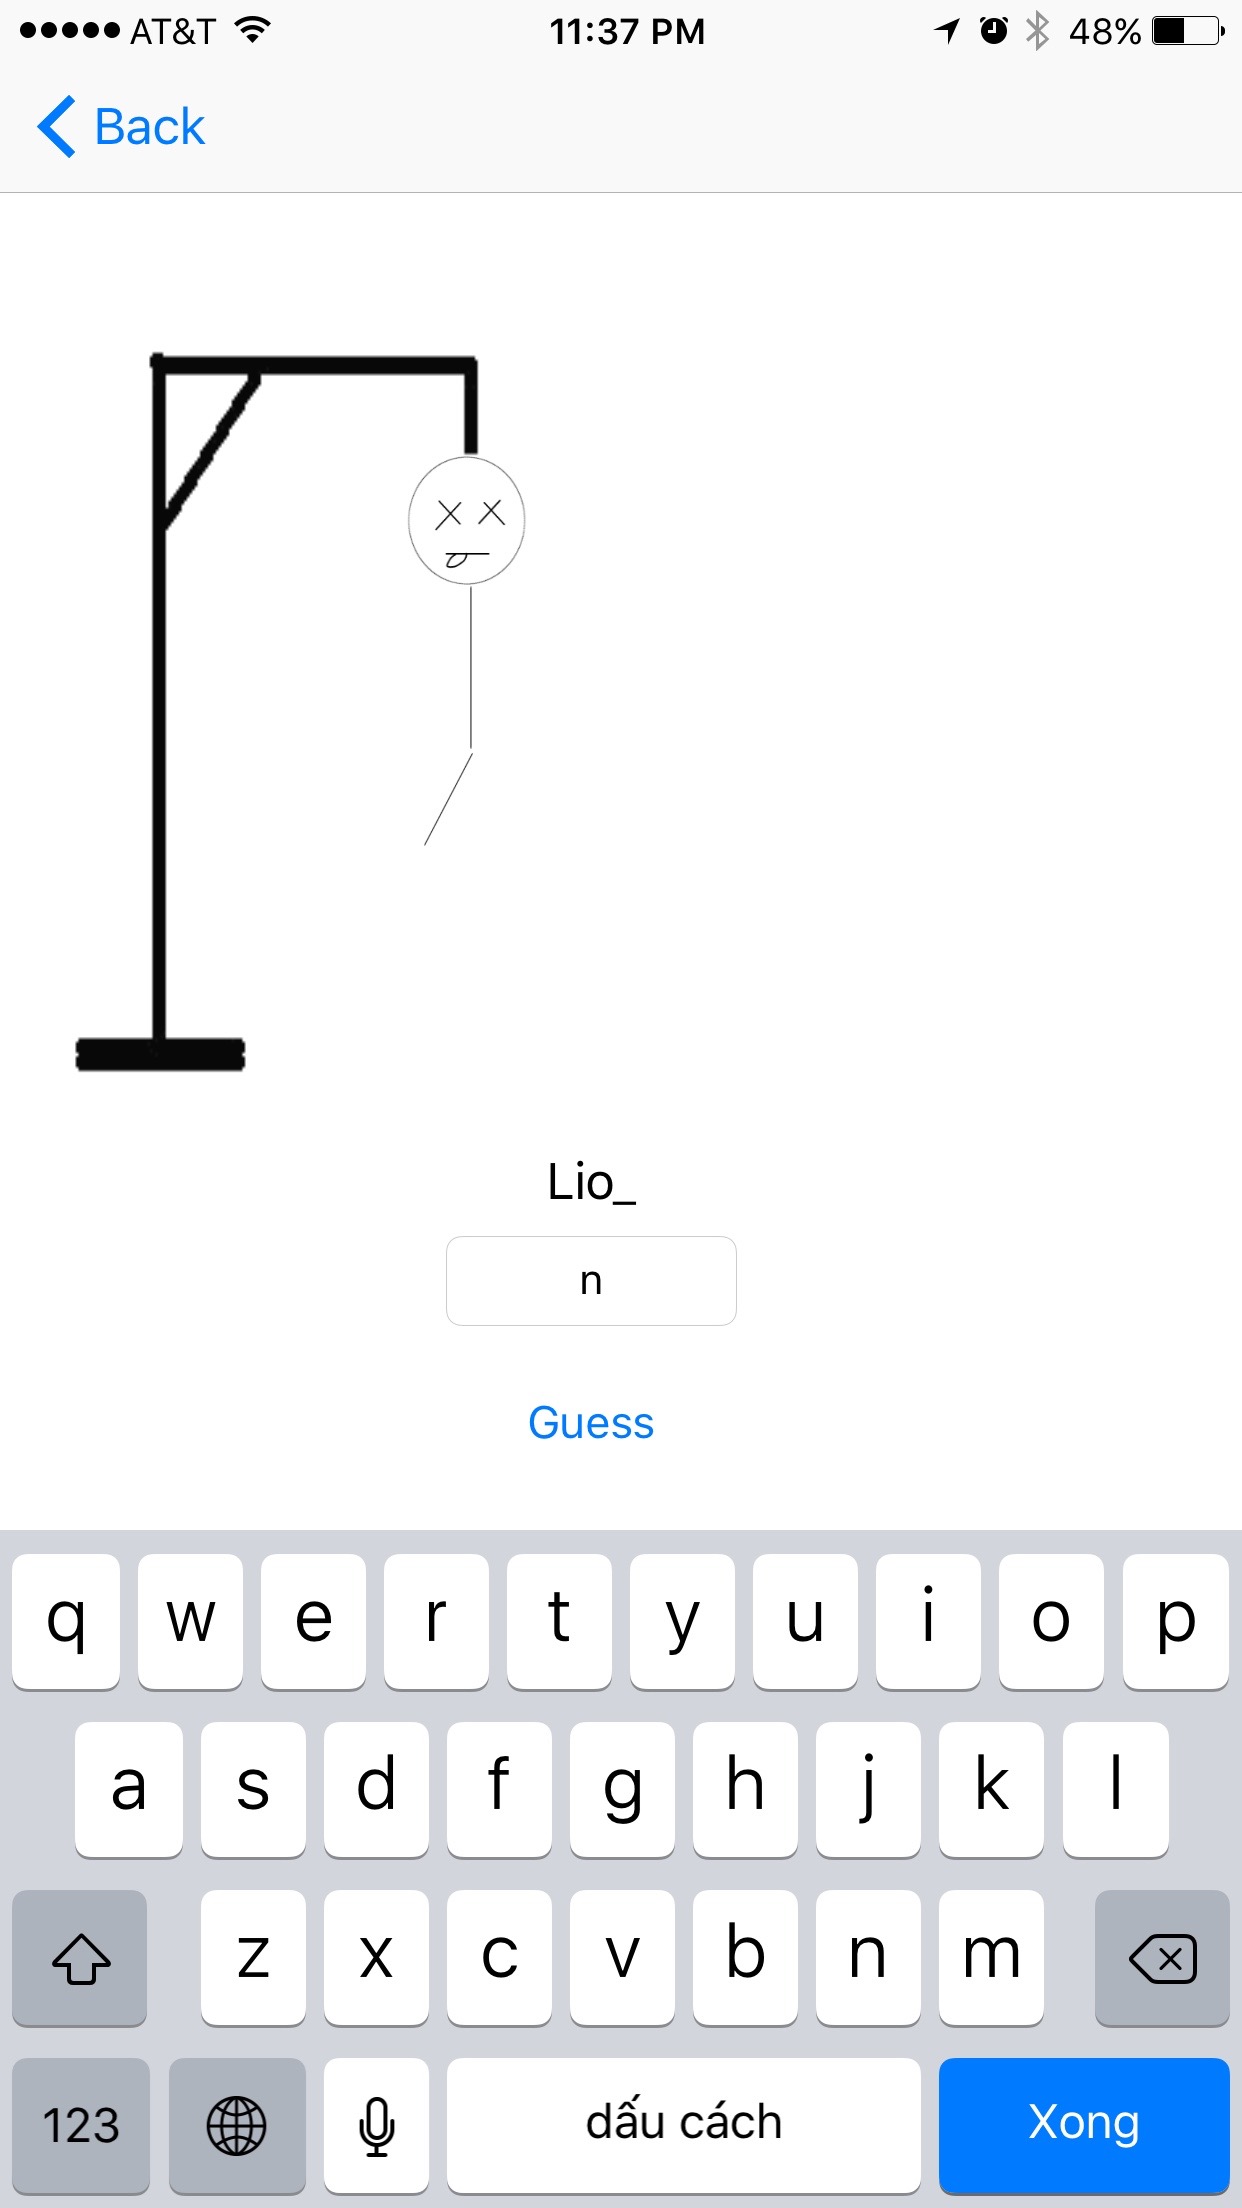 AT&T 11:37 PM 48%
Back
Lio_
n
Guess
q w e r t y u i o p
a s d f g h j k l
z x c v b n m
123 dấu cách Xong